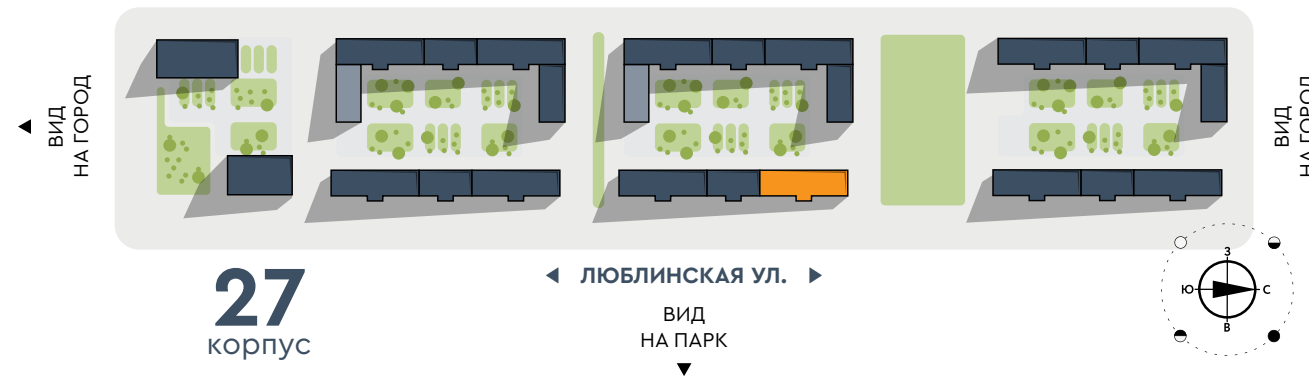 ВИД
НА ГОРОД
ВИД
НА ГОРОД
27
корпус
ЛЮБЛИНСКАЯ УЛ.
ВИД
НА ПАРК
З
Ю
С
В